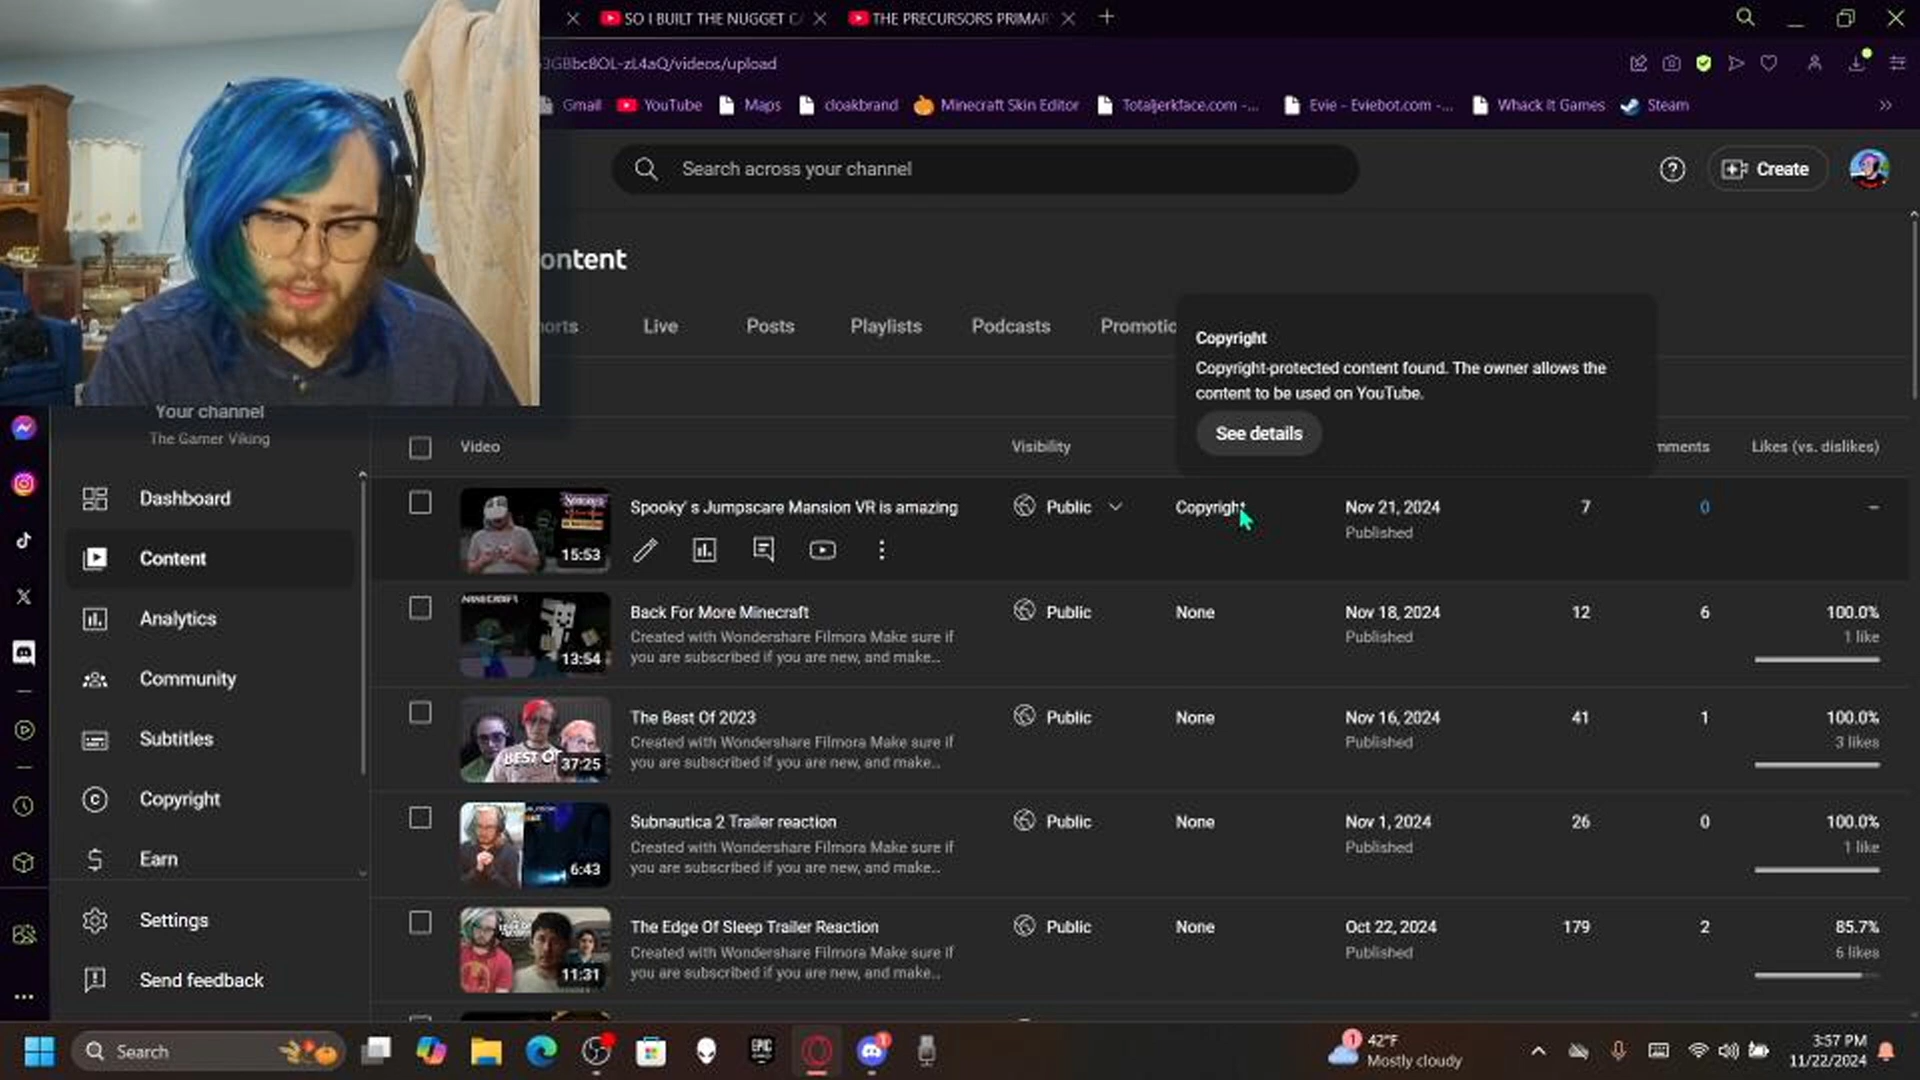 SO I BUILT THE NUGGET CA
THE PRECURSORS PRIMAR
3GBbc8OL-zL4aQ/videos/upload
Gmail YouTube Maps cloakbrand Minecraft Skin Editor Totaljerkface.com -... Evie - Eviebot.com -... Whack It Games Steam
Search across your channel
Create
ontent
orts Live Posts Playlists Podcasts Promotic
Copyright
Copyright-protected content found. The owner allows the
content to be used on YouTube.
See details
Your channel
The Gamer Viking
Dashboard
Content
Analytics
Community
Subtitles
Copyright
Earn
Settings
Send feedback
Video Visibility mments Likes (vs. dislikes)
Spooky' s Jumpscare Mansion VR is amazing Public Copyright Nov 21, 2024 7 0 –
Published
15:53
Back For More Minecraft Public None Nov 18, 2024 12 6 100.0%
Created with Wondershare Filmora Make sure if Published 1 like
you are subscribed if you are new, and make...
MINECRAFT
13:54
The Best Of 2023 Public None Nov 16, 2024 41 1 100.0%
Created with Wondershare Filmora Make sure if Published 3 likes
you are subscribed if you are new, and make...
BEST OF
37:25
Subnautica 2 Trailer reaction Public None Nov 1, 2024 26 0 100.0%
Created with Wondershare Filmora Make sure if Published 1 like
you are subscribed if you are new, and make...
6:43
The Edge Of Sleep Trailer Reaction Public None Oct 22, 2024 179 2 85.7%
Created with Wondershare Filmora Make sure if Published 6 likes
you are subscribed if you are new, and make...
11:31
Search
EPIC
GAMES
1
1
42°F
Mostly cloudy
3:57 PM
11/22/2024